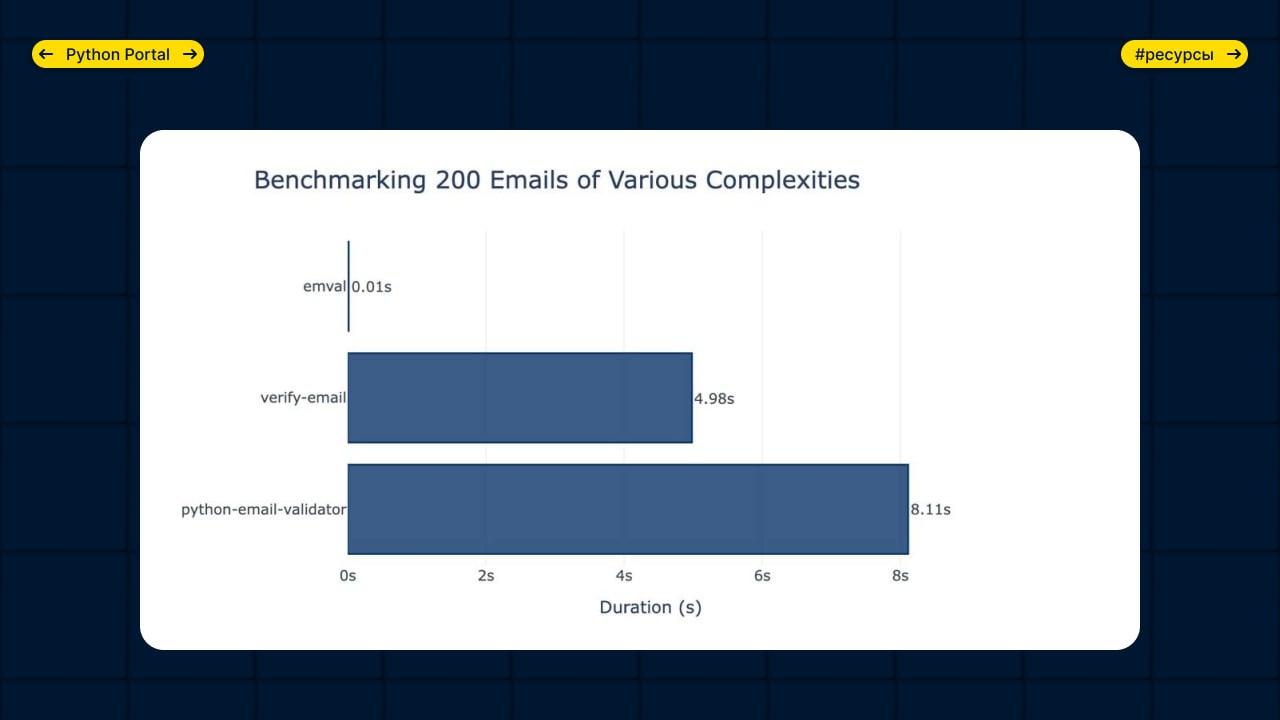 ← Python Portal →
#ресурсы →
Benchmarking 200 Emails of Various Complexities
emval 0.01s
verify-email 4.98s
python-email-validator 8.11s
0s 2s 4s 6s 8s
Duration (s)